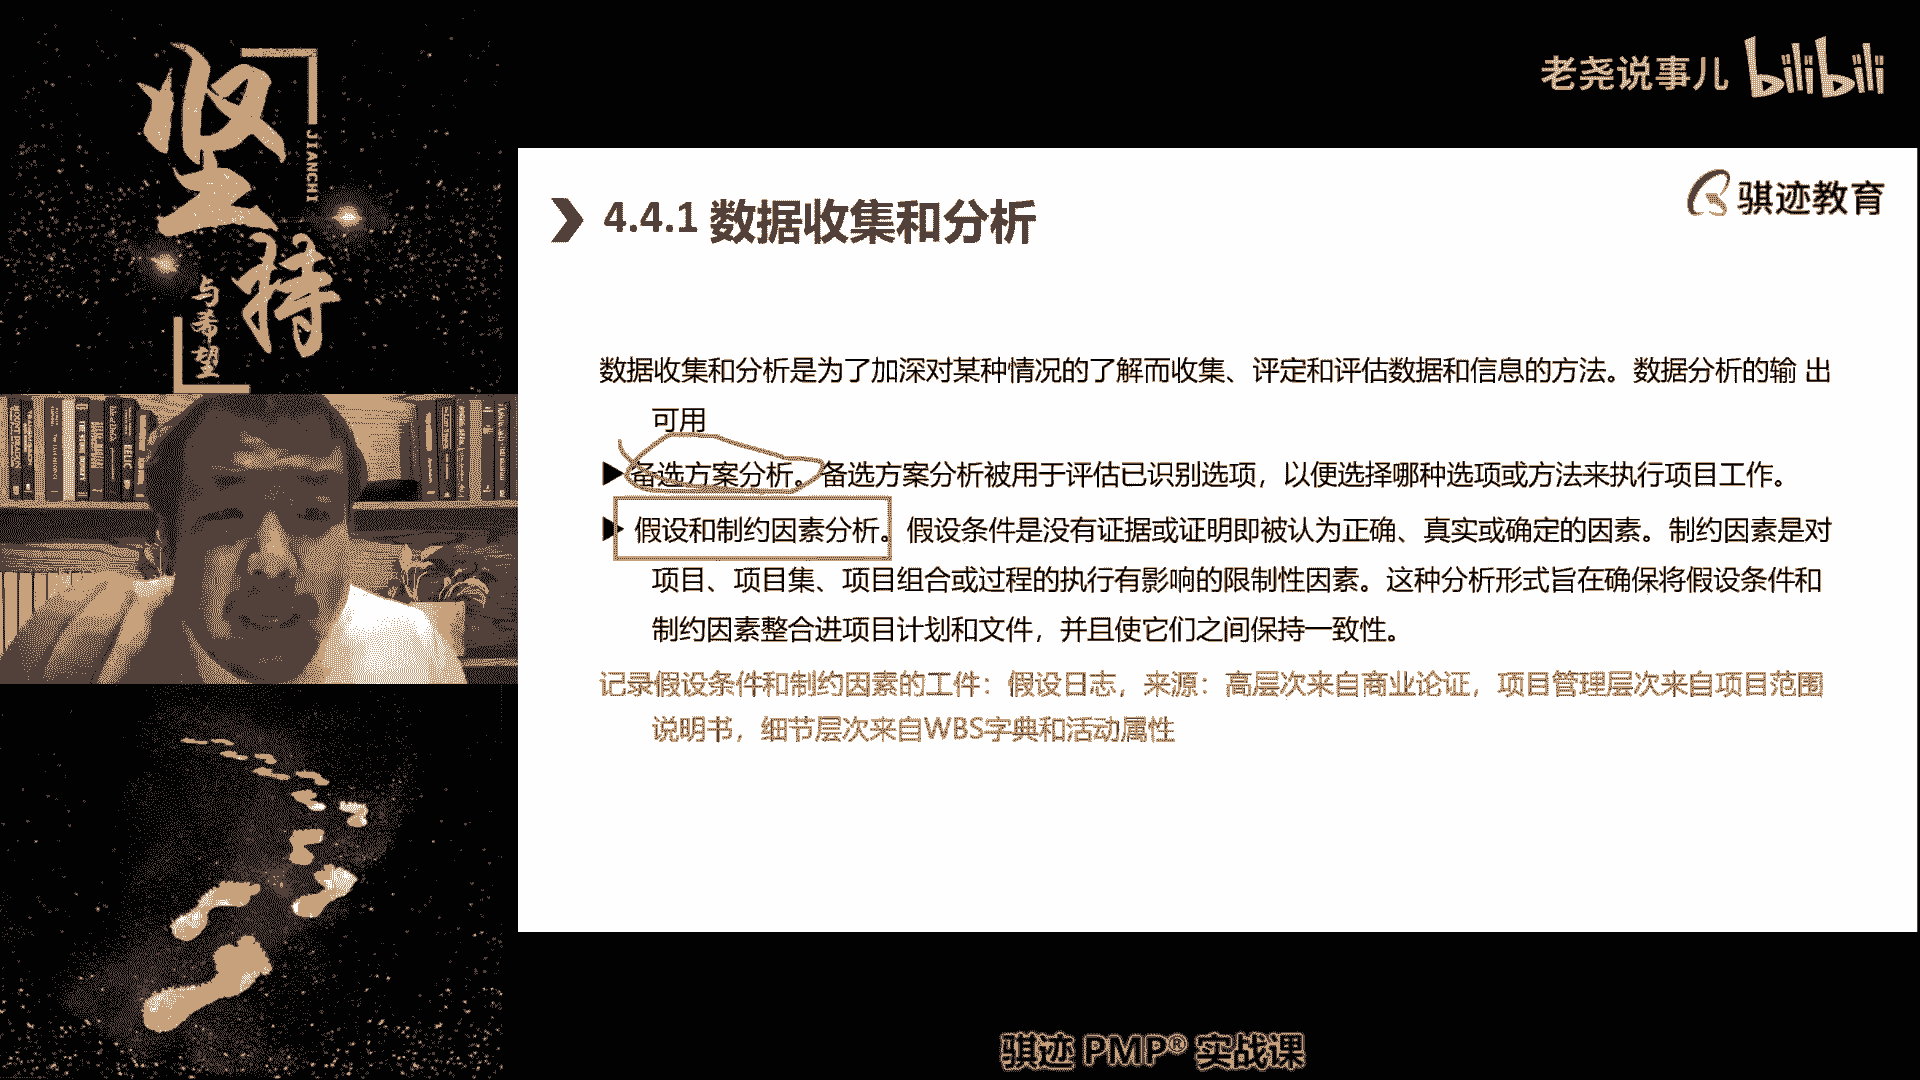 坚持
JIANCHI
与希望
老尧说事儿 bilibili
骐迹教育
4.4.1 数据收集和分析
数据收集和分析是为了加深对某种情况的了解而收集、评定和评估数据和信息的方法。数据分析的输 出
可用
备选方案分析。备选方案分析被用于评估已识别选项，以便选择哪种选项或方法来执行项目工作。
假设和制约因素分析。假设条件是没有证据或证明即被认为正确、真实或确定的因素。制约因素是对
项目、项目集、项目组合或过程的执行有影响的限制性因素。这种分析形式旨在确保将假设条件和
制约因素整合进项目计划和文件，并且使它们之间保持一致性。
记录假设条件和制约因素的工件：假设日志，来源：高层次来自商业论证，项目管理层次来自项目范围
说明书，细节层次来自WBS字典和活动属性
骐迹 PMP® 实战课